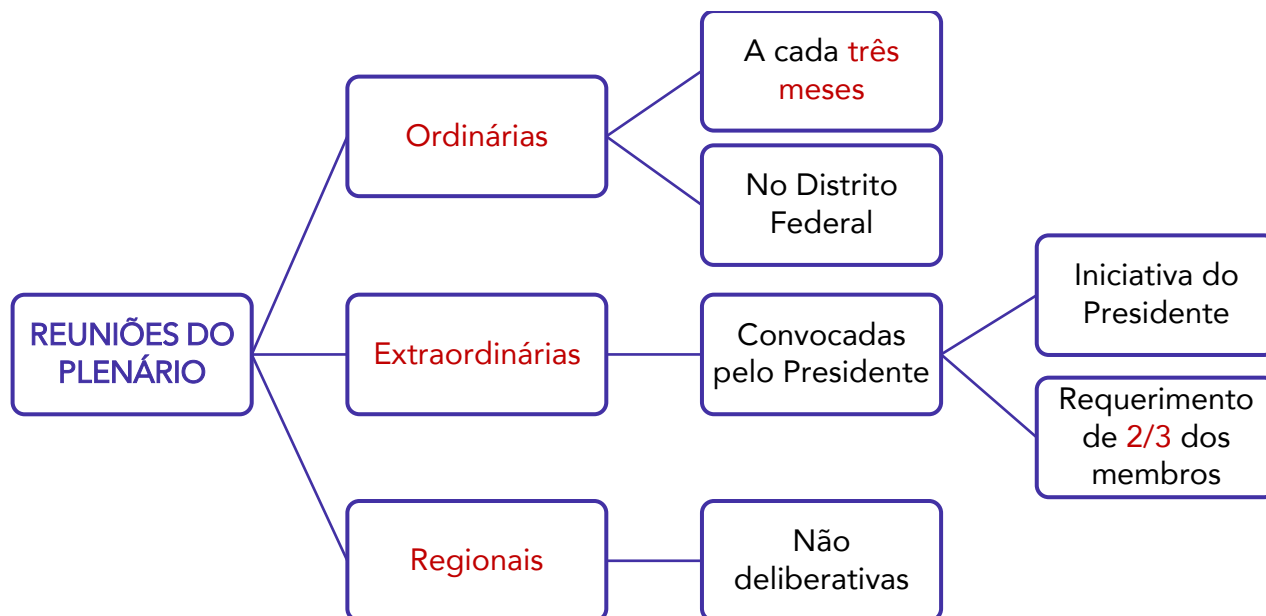 REUNIÕES DO
PLENÁRIO
Ordinárias
A cada três
meses
No Distrito
Federal
Extraordinárias
Convocadas
pelo Presidente
Iniciativa do
Presidente
Requerimento
de 2/3 dos
membros
Regionais
Não
deliberativas